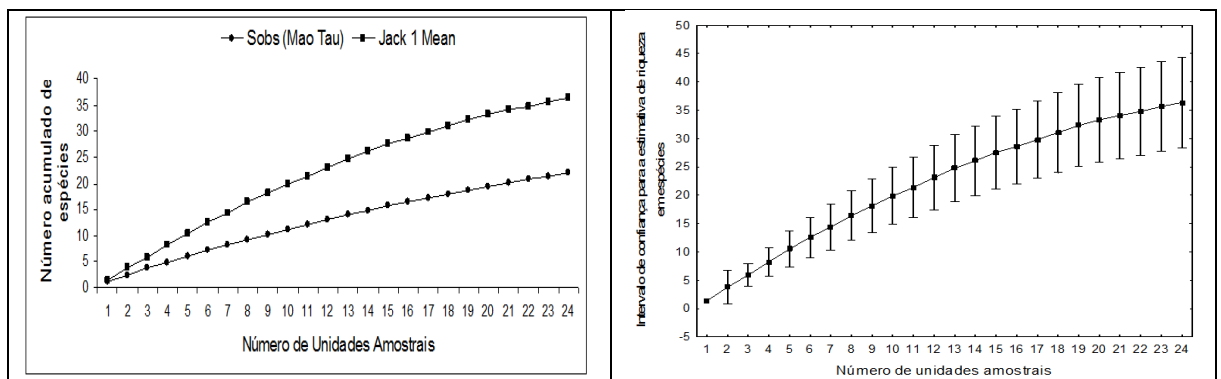 Sobs (Mao Tau) Jack 1 Mean
Número acumulado de
espécies
40
35
30
25
20
15
10
5
0
1 2 3 4 5 6 7 8 9 10 11 12 13 14 15 16 17 18 19 20 21 22 23 24
Número de Unidades Amostrais
Intervalo de confiança para a estimativa de riqueza
em espécies
50
45
40
35
30
25
20
15
10
5
0
-5
1 2 3 4 5 6 7 8 9 10 11 12 13 14 15 16 17 18 19 20 21 22 23 24
Número de unidades amostrais